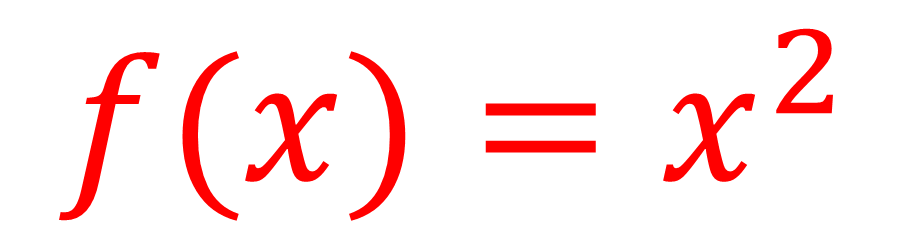 f(x) = x²